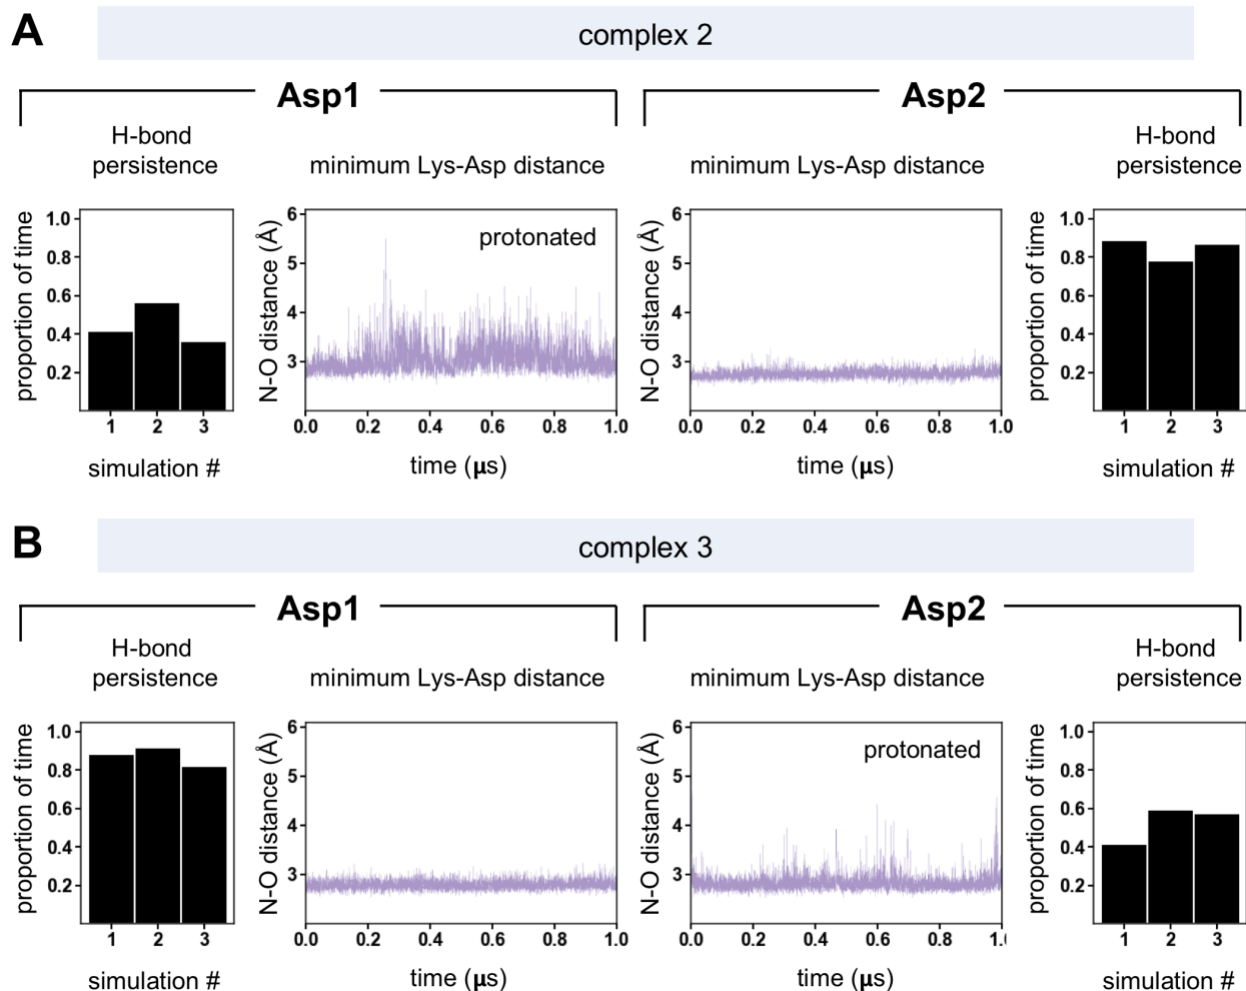 A
complex 2
Asp1
Asp2
H-bond
persistence
minimum Lys-Asp distance
minimum Lys-Asp distance
H-bond
persistence
proportion of time
1.0
0.8
0.6
0.4
0.2
1 2 3
simulation #
N-O distance (Å)
6
5
4
3
protonated
0.0 0.2 0.4 0.6 0.8 1.0
time (μs)
N-O distance (Å)
6
5
4
3
0.0 0.2 0.4 0.6 0.8 1.0
time (μs)
proportion of time
1.0
0.8
0.6
0.4
0.2
1 2 3
simulation #
B
complex 3
Asp1
Asp2
H-bond
persistence
minimum Lys-Asp distance
minimum Lys-Asp distance
H-bond
persistence
proportion of time
1.0
0.8
0.6
0.4
0.2
1 2 3
simulation #
N-O distance (Å)
6
5
4
3
0.0 0.2 0.4 0.6 0.8 1.0
time (μs)
N-O distance (Å)
6
5
4
3
protonated
0.0 0.2 0.4 0.6 0.8 1.
time (μs)
proportion of time
1.0
0.8
0.6
0.4
0.2
1 2 3
simulation #